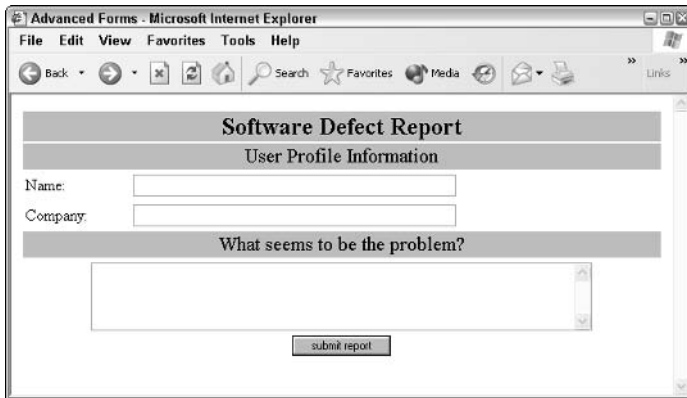 Advanced Forms - Microsoft Internet Explorer
File Edit View Favorites Tools Help
Back Search Favorites Media » Links »
Software Defect Report
User Profile Information
Name:
Company:
What seems to be the problem?
submit report